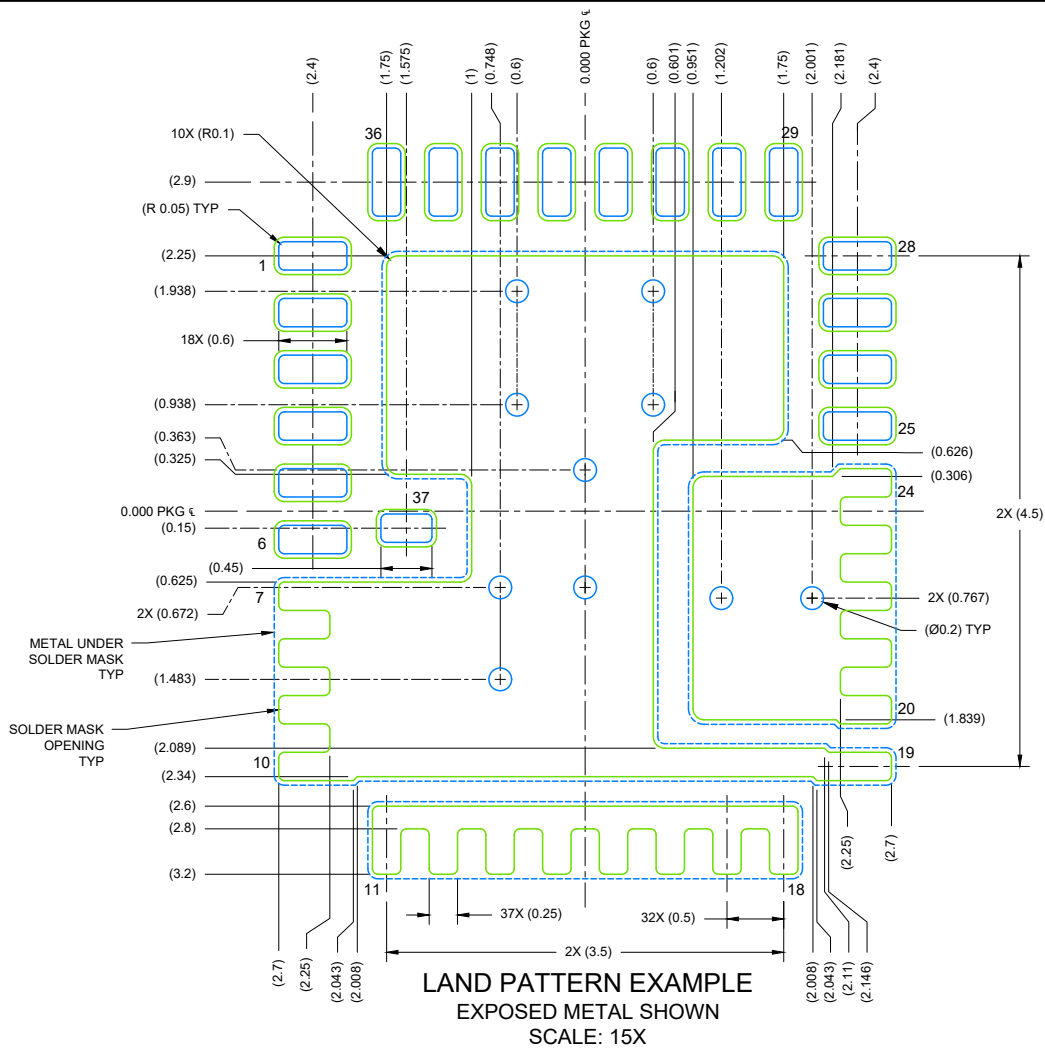 (2.4)
(1.75)
(1.575)
(1)
(0.748)
(0.6)
0.000 PKG ℄
(0.6)
(0.601)
(0.951)
(1.202)
(1.75)
(2.001)
(2.181)
(2.4)
10X (R0.1)
36
29
(2.9)
(R 0.05) TYP
(2.25)
1
28
(1.938)
18X (0.6)
(0.938)
25
(0.363)
(0.626)
(0.325)
(0.306)
37
24
0.000 PKG ℄
2X (4.5)
(0.15)
6
(0.45)
(0.625)
7
2X (0.672)
2X (0.767)
(Ø0.2) TYP
METAL UNDER
SOLDER MASK
TYP
(1.483)
SOLDER MASK
OPENING
TYP
20
(1.839)
(2.089)
19
10
(2.34)
(2.6)
(2.8)
(3.2)
11
18
(2.25)
(2.7)
37X (0.25)
32X (0.5)
2X (3.5)
(2.7)
(2.25)
(2.043)
(2.008)
(2.008)
(2.043)
(2.11)
(2.146)
LAND PATTERN EXAMPLE
EXPOSED METAL SHOWN
SCALE: 15X